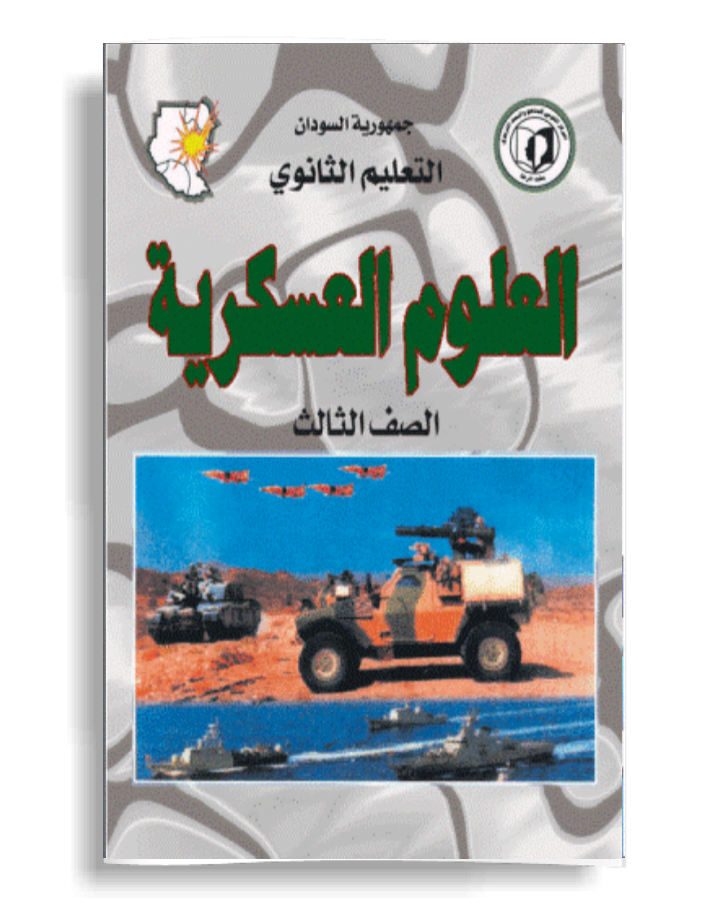 جمهورية السودان
التعليم الثانوي
العلوم العسكرية
الصف الثالث